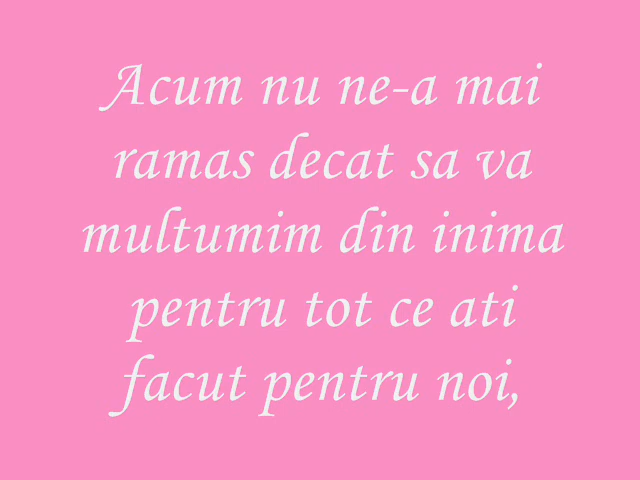 Acum nu ne-a mai
ramas decat sa va
multumim din inima
pentru tot ce ati
facut pentru noi,